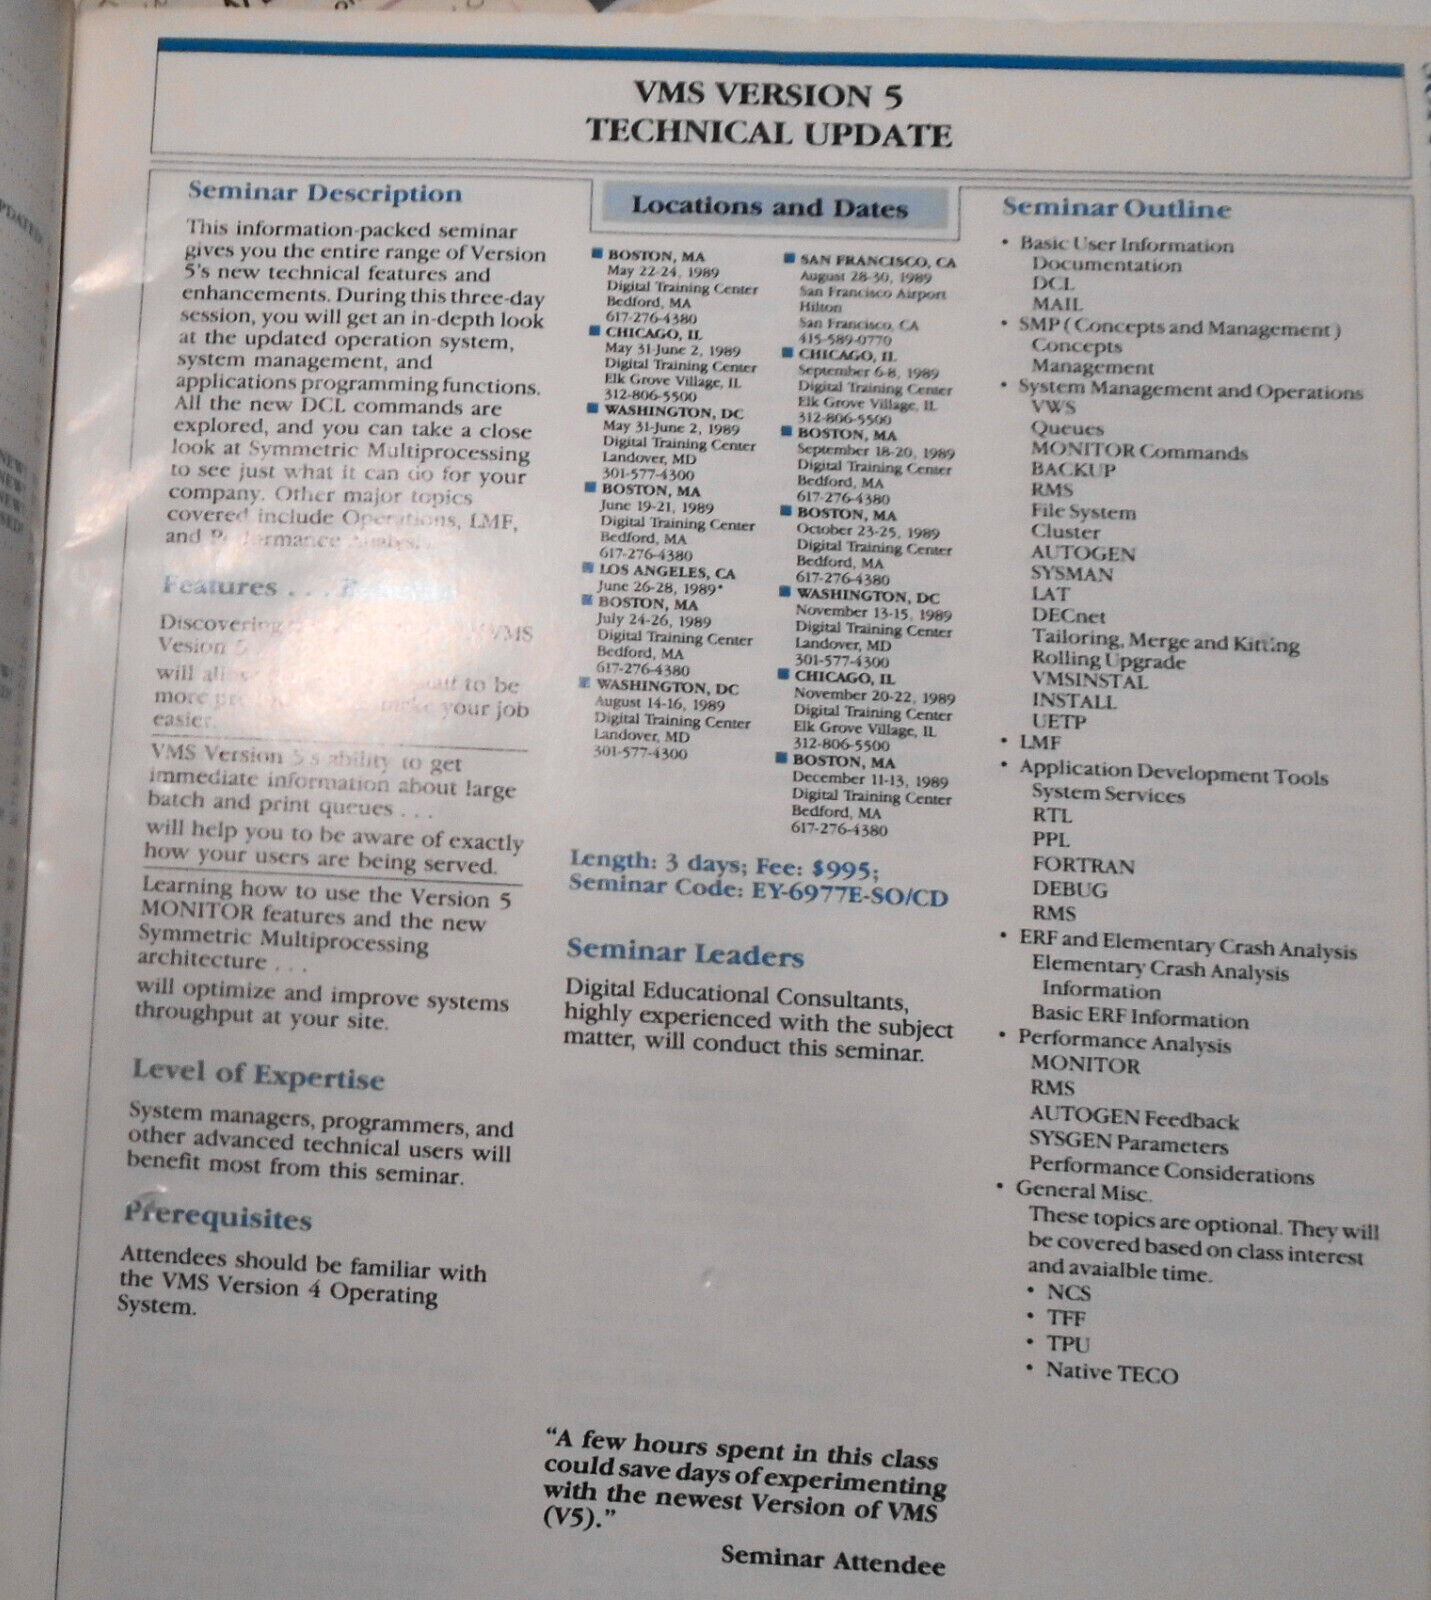 VMS VERSION 5
TECHNICAL UPDATE
Seminar Description
This information-packed seminar
gives you the entire range of Version
5's new technical features and
enhancements. During this three-day
session, you will get an in-depth look
at the updated operation system,
system management, and
applications programming functions.
All the new DCL commands are
explored, and you can take a close
look at Symmetric Multiprocessing
to see just what it can do for your
company. Other major topics
covered include Operations, LMF,
and Performance
Features . . .
Discovering VMS
Vesion 5
will to be
more your job
easier.
VMS Version 5's ability to get
immediate information about large
batch and print queues . . .
will help you to be aware of exactly
how your users are being served.
Learning how to use the Version 5
MONITOR features and the new
Symmetric Multiprocessing
architecture . . .
will optimize and improve systems
throughput at your site.
Level of Expertise
System managers, programmers, and
other advanced technical users will
benefit most from this seminar.
Prerequisites
Attendees should be familiar with
the VMS Version 4 Operating
System.
Locations and Dates
BOSTON, MA
May 22-24, 1989
Digital Training Center
Bedford, MA
617-276-4380
CHICAGO, IL
May 31-June 2, 1989
Digital Training Center
Elk Grove Village, IL
312-806-5500
WASHINGTON, DC
May 31-June 2, 1989
Digital Training Center
Landover, MD
301-577-4300
BOSTON, MA
June 19-21, 1989
Digital Training Center
Bedford, MA
617-276-4380
LOS ANGELES, CA
June 26-28, 1989*
BOSTON, MA
July 24-26, 1989
Digital Training Center
Bedford, MA
617-276-4380
WASHINGTON, DC
August 14-16, 1989
Digital Training Center
Landover, MD
301-577-4300
SAN FRANCISCO, CA
August 28-30, 1989
San Francisco Airport
Hilton
San Francisco, CA
415-589-0770
CHICAGO, IL
September 6-8, 1989
Digital Training Center
Elk Grove Village, IL
312-806-5500
BOSTON, MA
September 18-20, 1989
Digital Training Center
Bedford, MA
617-276-4380
BOSTON, MA
October 23-25, 1989
Digital Training Center
Bedford, MA
617-276-4380
WASHINGTON, DC
November 13-15, 1989
Digital Training Center
Landover, MD
301-577-4300
CHICAGO, IL
November 20-22, 1989
Digital Training Center
Elk Grove Village, IL
312-806-5500
BOSTON, MA
December 11-13, 1989
Digital Training Center
Bedford, MA
617-276-4380
Length: 3 days; Fee: $995;
Seminar Code: EY-6977E-SO/CD
Seminar Leaders
Digital Educational Consultants,
highly experienced with the subject
matter, will conduct this seminar.
"A few hours spent in this class
could save days of experimenting
with the newest Version of VMS
(V5)."
Seminar Attendee
Seminar Outline
• Basic User Information
Documentation
DCL
MAIL
• SMP (Concepts and Management)
Concepts
Management
• System Management and Operations
VWS
Queues
MONITOR Commands
BACKUP
RMS
File System
Cluster
AUTOGEN
SYSMAN
LAT
DECnet
Tailoring, Merge and Kitting
Rolling Upgrade
VMSINSTAL
INSTALL
UETP
• LMF
• Application Development Tools
System Services
RTL
PPL
FORTRAN
DEBUG
RMS
• ERF and Elementary Crash Analysis
Elementary Crash Analysis
Information
Basic ERF Information
• Performance Analysis
MONITOR
RMS
AUTOGEN Feedback
SYSGEN Parameters
Performance Considerations
• General Misc.
These topics are optional. They will
be covered based on class interest
and avaialble time.
• NCS
• TFF
• TPU
• Native TECO